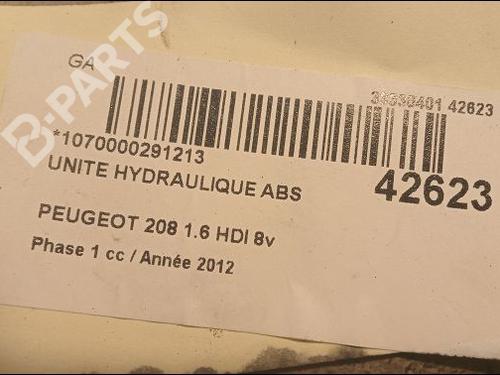 B-PARTS
GA
34330401 42623
*1070000291213
UNITE HYDRAULIQUE ABS
42623
PEUGEOT 208 1.6 HDI 8v
Phase 1 cc / Année 2012